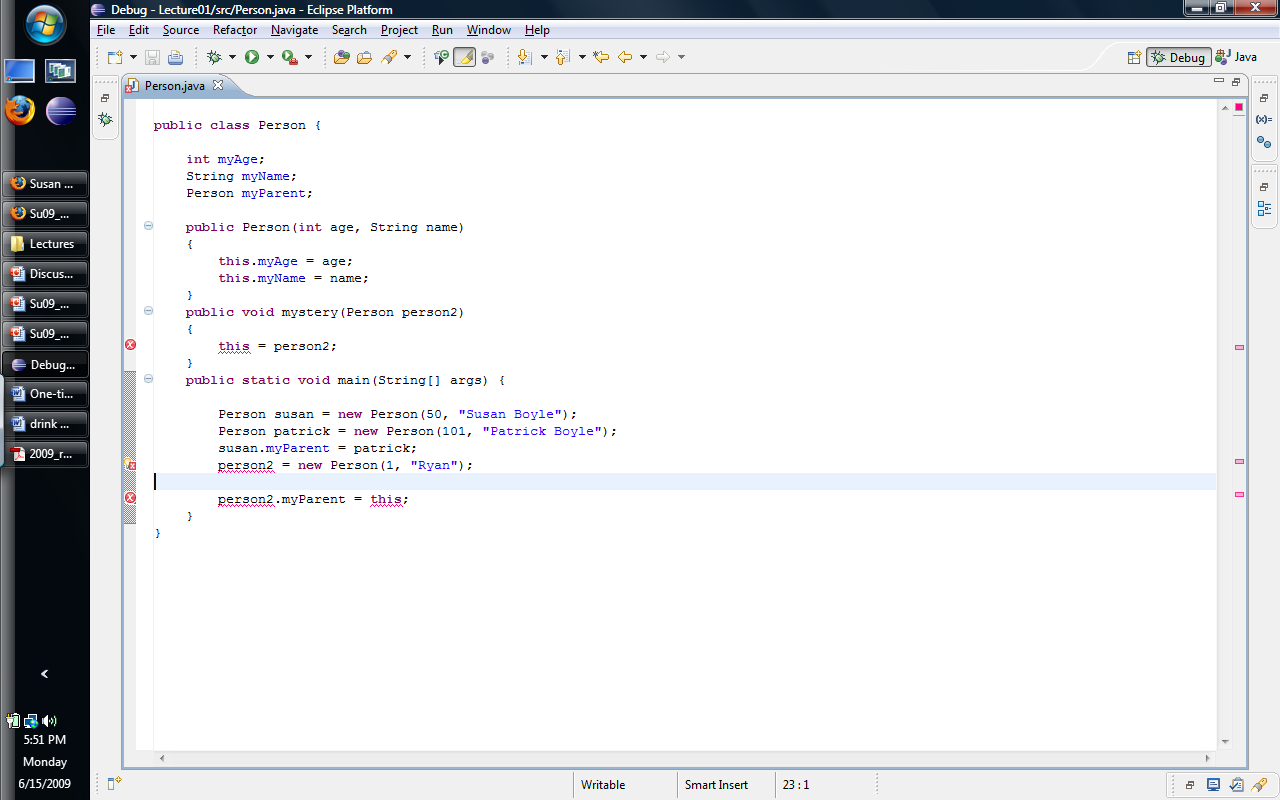 Debug - Lecture01/src/Person.java - Eclipse Platform
File Edit Source Refactor Navigate Search Project Run Window Help
Debug Java
Person.java
public class Person {
int myAge;
String myName;
Person myParent;
public Person(int age, String name)
{
this.myAge = age;
this.myName = name;
}
public void mystery(Person person2)
{
this = person2;
}
public static void main(String[] args) {
Person susan = new Person(50, "Susan Boyle");
Person patrick = new Person(101, "Patrick Boyle");
susan.myParent = patrick;
person2 = new Person(1, "Ryan");
person2.myParent = this;
}
}
(x)=
Susan ...
Su09_...
Lectures
Discus...
Su09_...
Su09_...
Debug...
One-ti...
drink ...
2009_r...
5:51 PM
Monday
6/15/2009
Writable Smart Insert 23 : 1